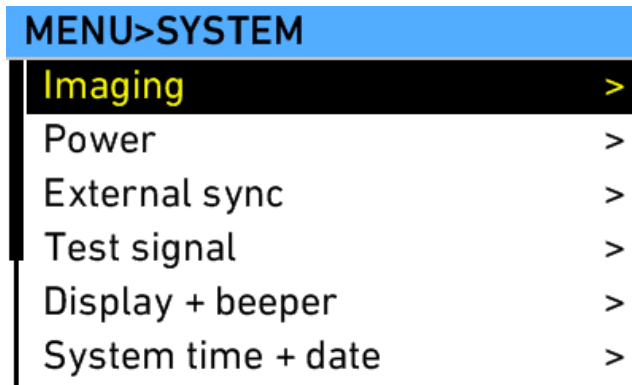 MENU>SYSTEM
Imaging >
Power >
External sync >
Test signal >
Display + beeper >
System time + date >